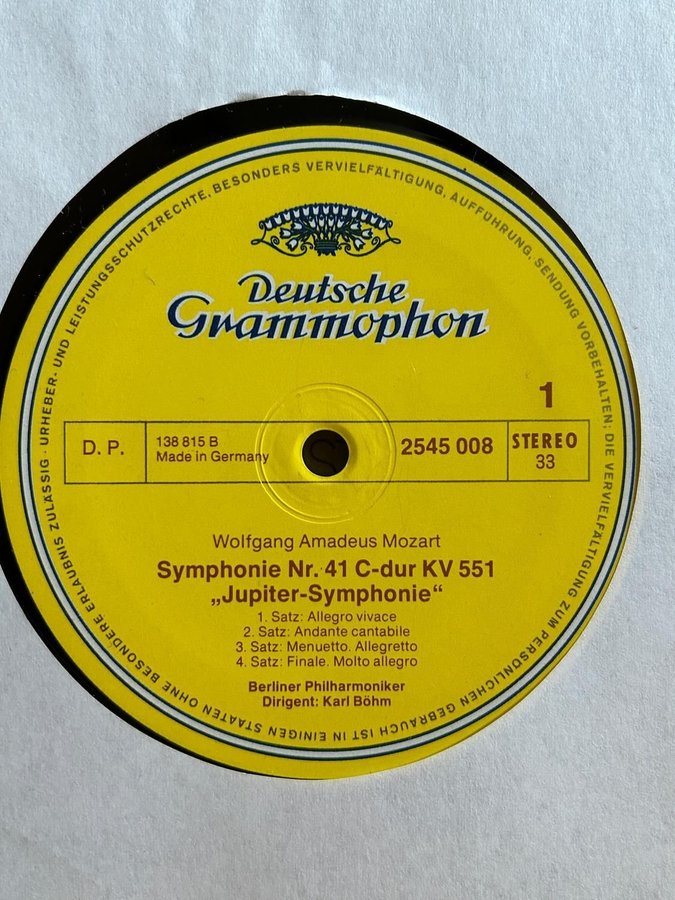 URHEBER- UND LEISTUNGSSCHUTZRECHTE, BESONDERS VERVIELFÄLTIGUNG, AUFFÜHRUNG, SENDUNG VORBEHALTEN; DIE VERVIELFÄLTIGUNG ZUM PERSÖNLICHEN GEBRAUCH IST IN EINIGEN STAATEN OHNE BESONDERE ERLAUBNIS ZULÄSSIG ·
Deutsche
Grammophon
1
D. P.
138 815 B
Made in Germany
2545 008
STEREO
33
Wolfgang Amadeus Mozart
Symphonie Nr. 41 C-dur KV 551
„Jupiter-Symphonie“
1. Satz: Allegro vivace
2. Satz: Andante cantabile
3. Satz: Menuetto. Allegretto
4. Satz: Finale. Molto allegro
Berliner Philharmoniker
Dirigent: Karl Böhm